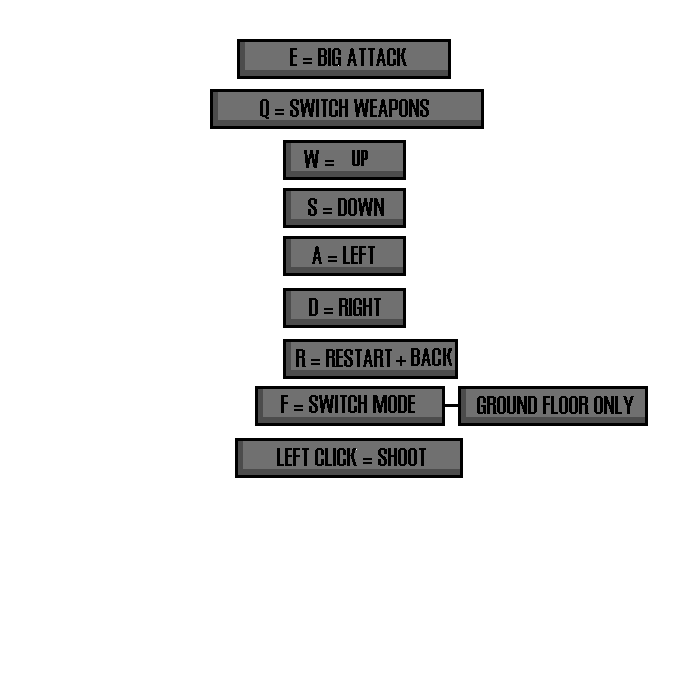 E = BIG ATTACK
Q = SWITCH WEAPONS
W = UP
S = DOWN
A = LEFT
D = RIGHT
R = RESTART + BACK
F = SWITCH MODE GROUND FLOOR ONLY
LEFT CLICK = SHOOT